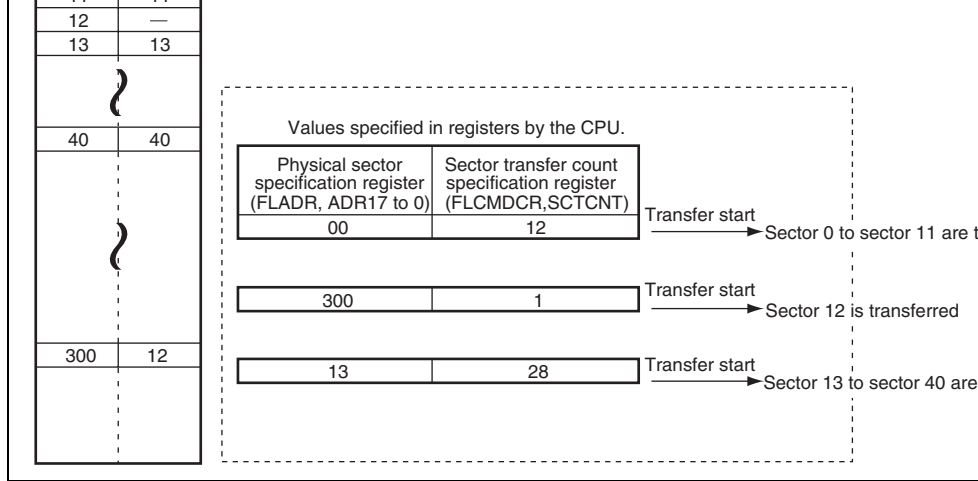 12 —
13 13
40 40
300 12
Values specified in registers by the CPU.
Physical sector specification register (FLADR, ADR17 to 0)
Sector transfer count specification register (FLCMDCR,SCTCNT)
00 12
Transfer start
Sector 0 to sector 11 are
300 1
Transfer start
Sector 12 is transferred
13 28
Transfer start
Sector 13 to sector 40 are